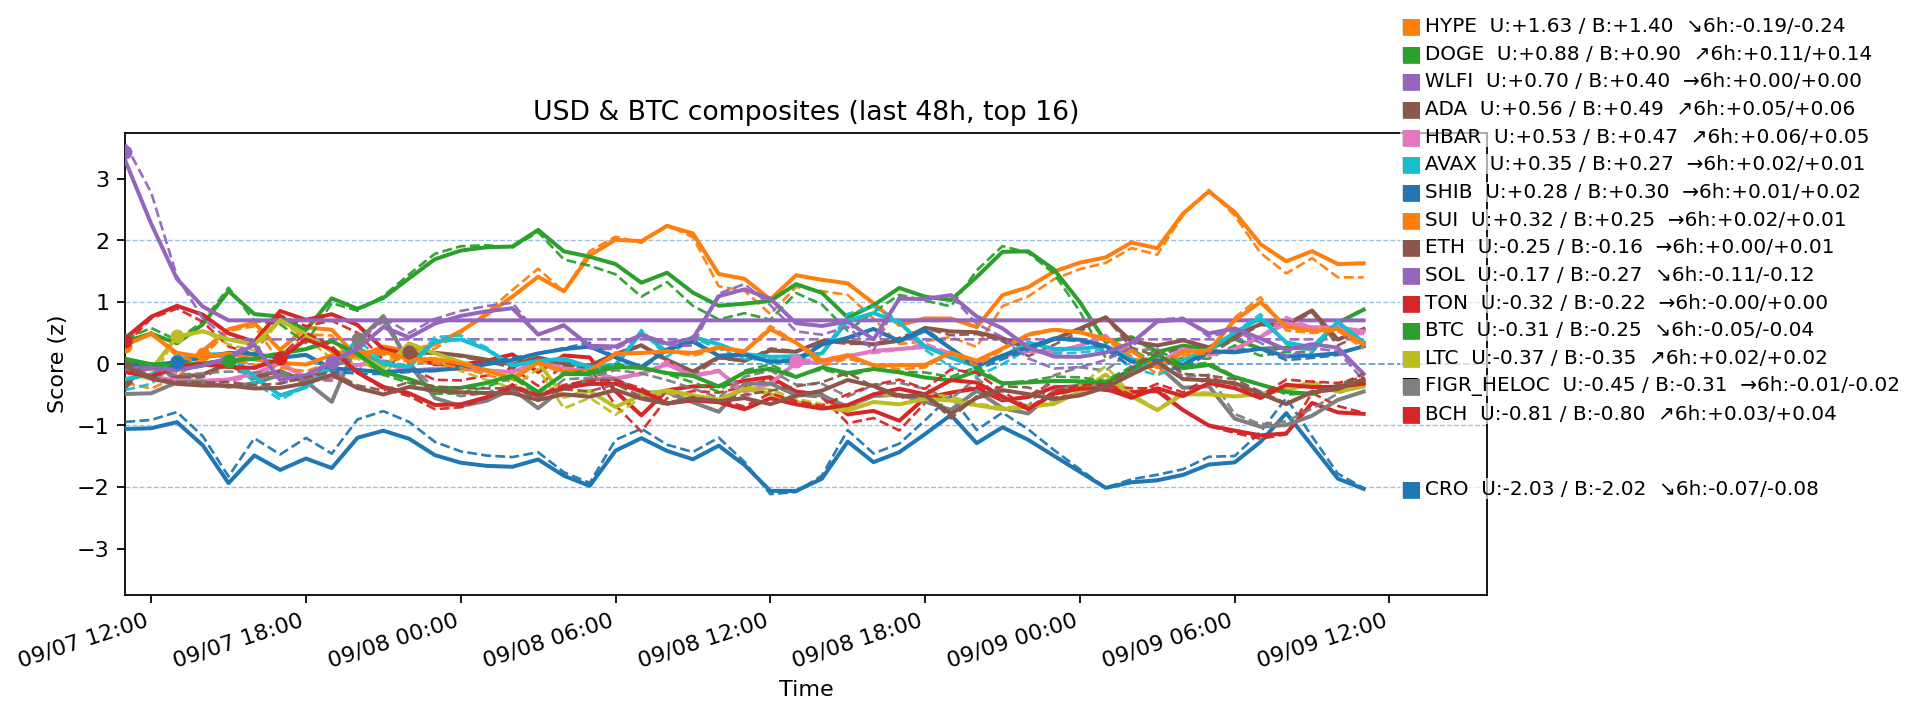 HYPE  U:+1.63 / B:+1.40  ↘6h:-0.19/-0.24
DOGE  U:+0.88 / B:+0.90  ↗6h:+0.11/+0.14
WLFI  U:+0.70 / B:+0.40  →6h:+0.00/+0.00
USD & BTC composites (last 48h, top 16)
ADA  U:+0.56 / B:+0.49  ↗6h:+0.05/+0.06
HBAR  U:+0.53 / B:+0.47  ↗6h:+0.06/+0.05
AVAX  U:+0.35 / B:+0.27  →6h:+0.02/+0.01
SHIB  U:+0.28 / B:+0.30  →6h:+0.01/+0.02
SUI  U:+0.32 / B:+0.25  →6h:+0.02/+0.01
ETH  U:-0.25 / B:-0.16  →6h:+0.00/+0.01
SOL  U:-0.17 / B:-0.27  ↘6h:-0.11/-0.12
TON  U:-0.32 / B:-0.22  →6h:-0.00/+0.00
BTC  U:-0.31 / B:-0.25  ↘6h:-0.05/-0.04
LTC  U:-0.37 / B:-0.35  ↗6h:+0.02/+0.02
FIGR_HELOC  U:-0.45 / B:-0.31  →6h:-0.01/-0.02
BCH  U:-0.81 / B:-0.80  ↗6h:+0.03/+0.04
CRO  U:-2.03 / B:-2.02  ↘6h:-0.07/-0.08
Score (z)
3
2
1
0
−1
−2
−3
09/07 12:00
09/07 18:00
09/08 00:00
09/08 06:00
09/08 12:00
09/08 18:00
09/09 00:00
09/09 06:00
09/09 12:00
Time